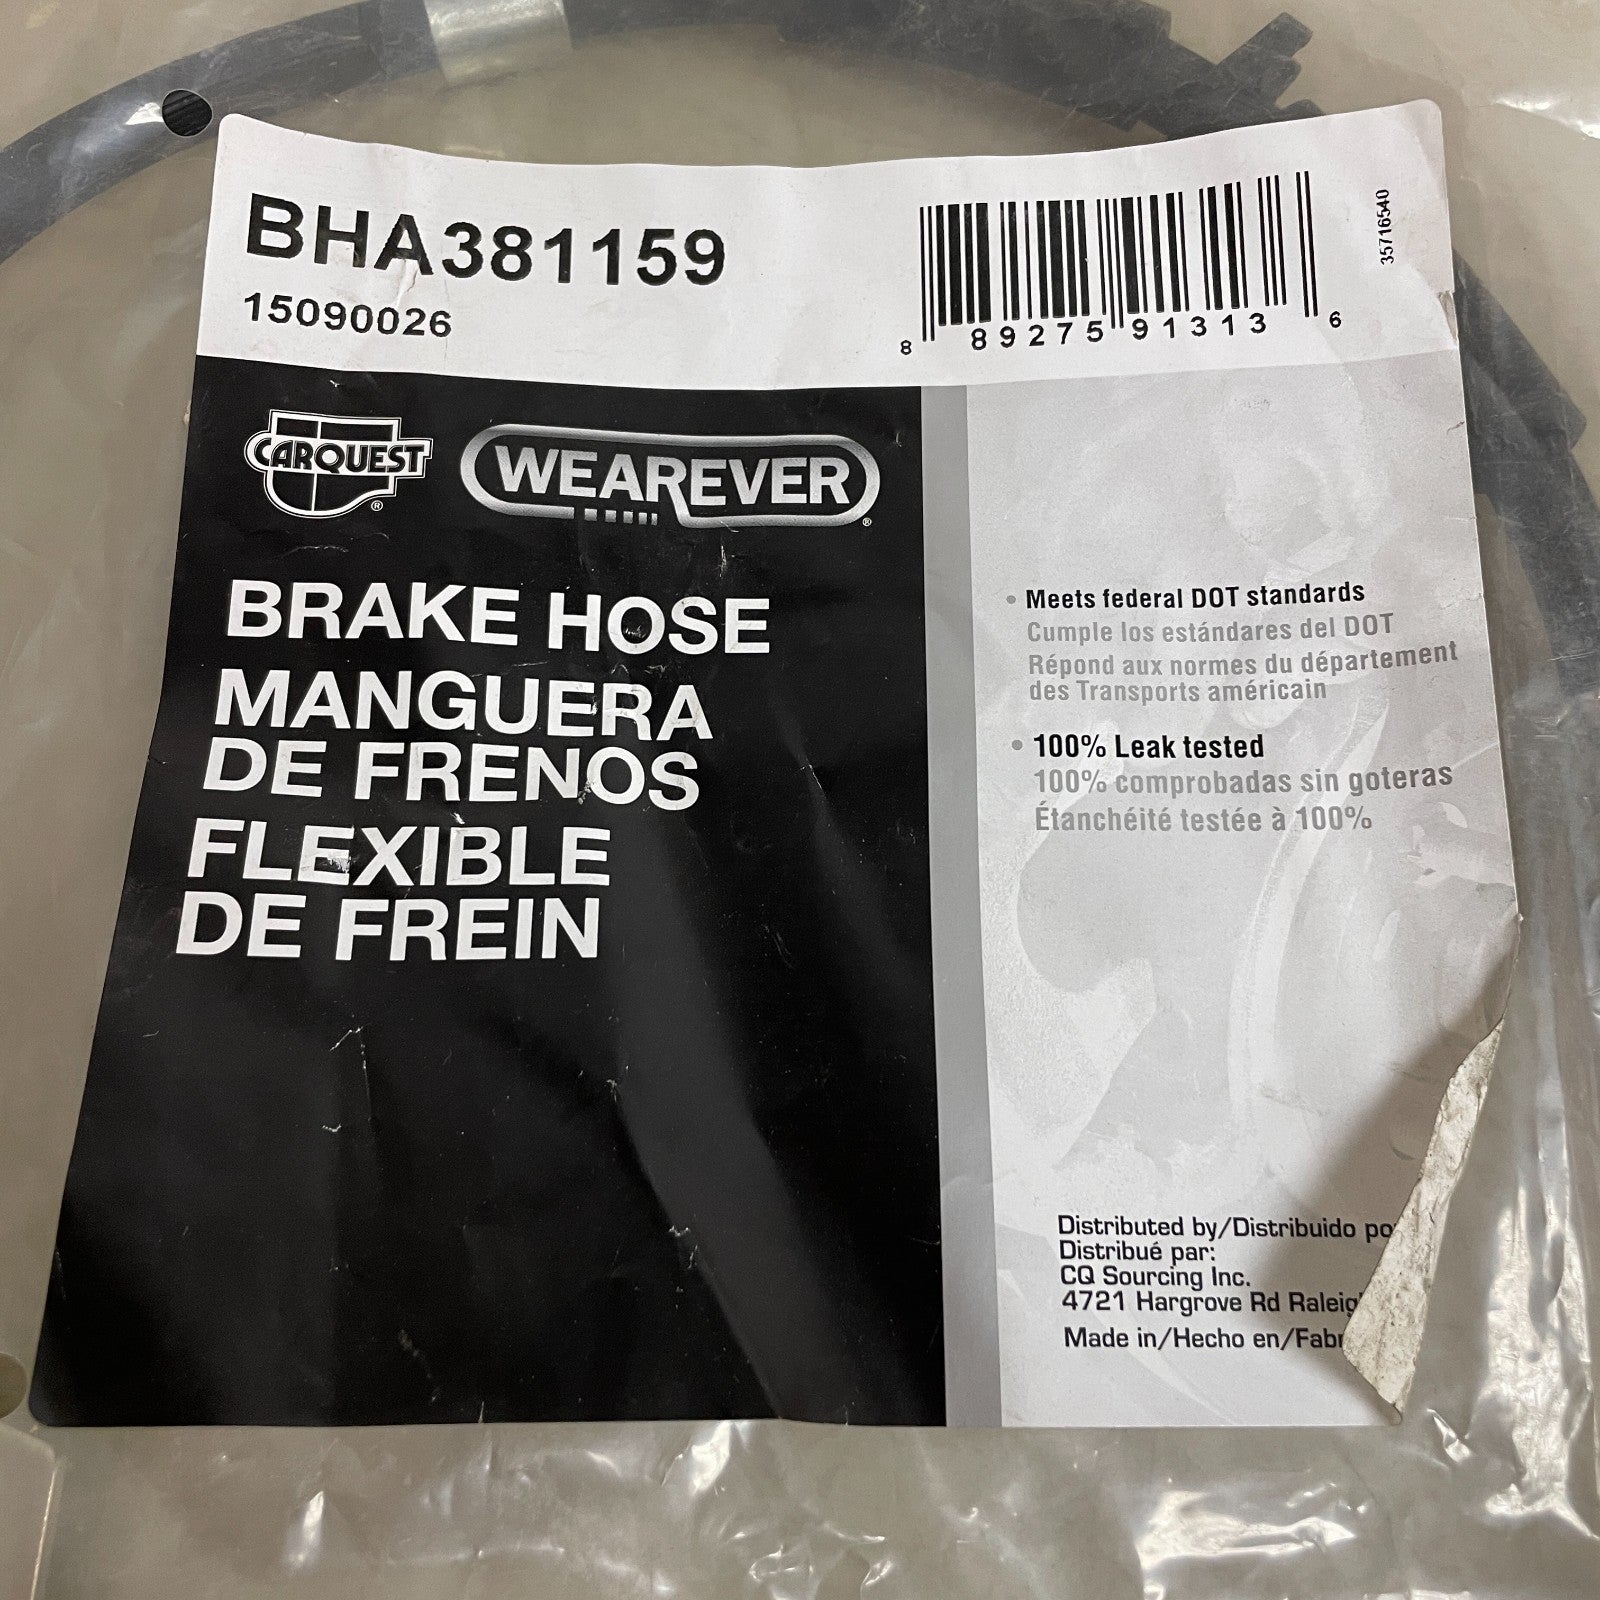 BHA381159
15090026
8 89275 91313 6
35716540
CARQUEST®
WEAREVER®
BRAKE HOSE
MANGUERA
DE FRENOS
FLEXIBLE
DE FREIN
• Meets federal DOT standards
Cumple los estándares del DOT
Répond aux normes du département
des Transports américain
• 100% Leak tested
100% comprobadas sin goteras
Étanchéité testée à 100%
Distributed by/Distribuido
Distribué par:
CQ Sourcing Inc.
4721 Hargrove Rd
Made in/Hecho en/